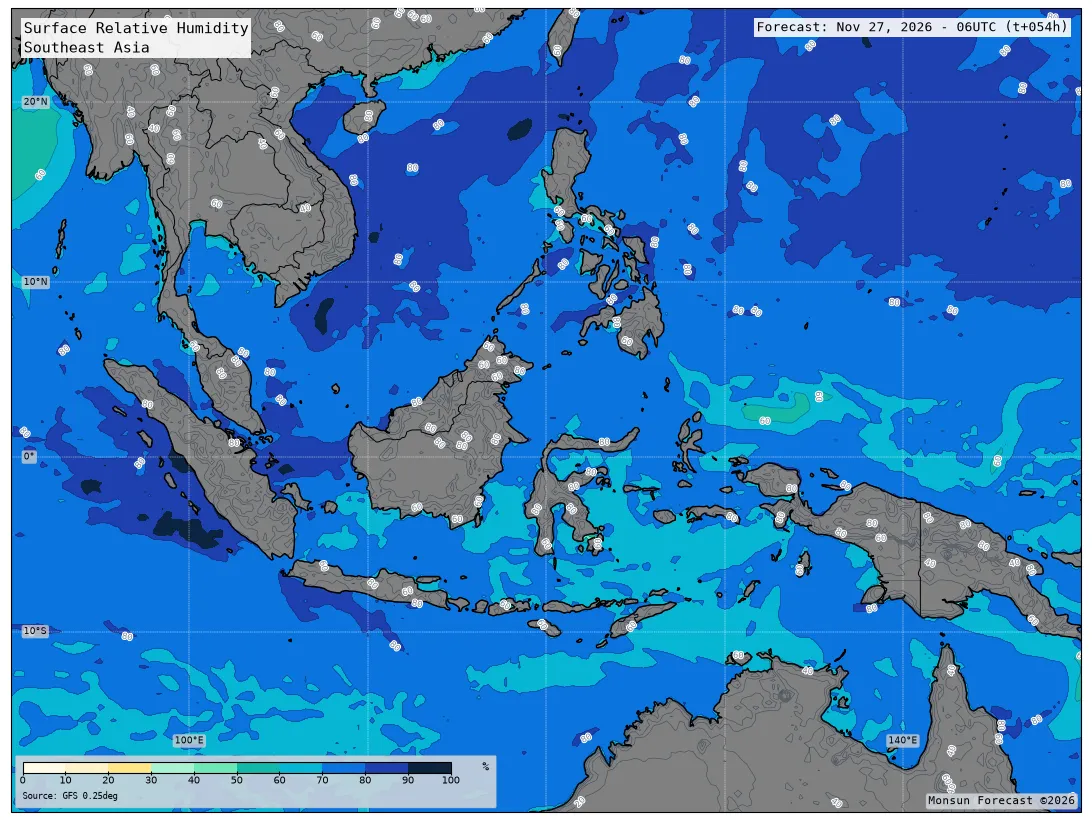 Surface Relative Humidity
Southeast Asia
Forecast: Nov 27, 2026 - 06UTC (t+054h)
20°N
10°N
0°
10°S
100°E
140°E
0 10 20 30 40 50 60 70 80 90 100
%
Source: GFS 0.25deg
Monsun Forecast ©2026